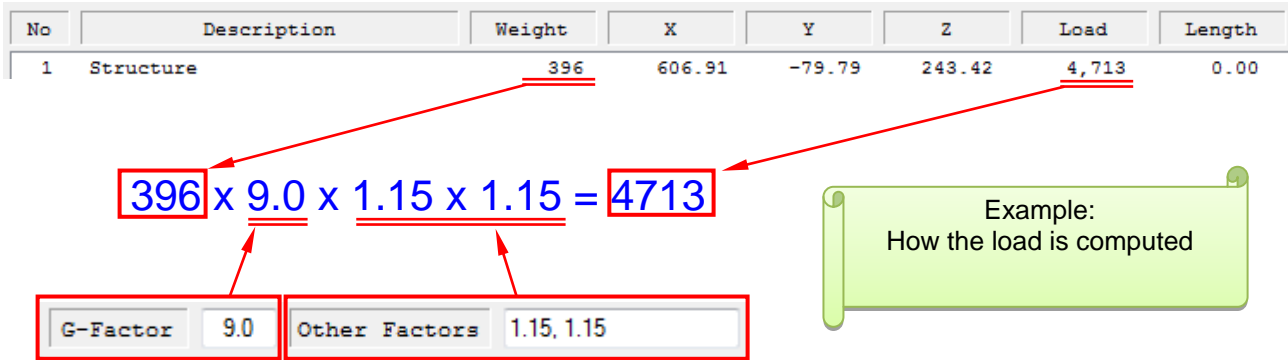 No Description Weight X Y Z Load Length
1 Structure 396 606.91 -79.79 243.42 4,713 0.00
396 x 9.0 x 1.15 x 1.15 = 4713
Example:
How the load is computed
G-Factor 9.0 Other Factors 1.15, 1.15